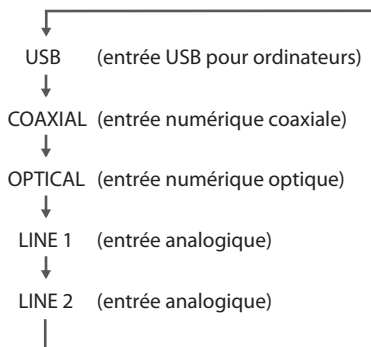 USB (entrée USB pour ordinateurs)
COAXIAL (entrée numérique coaxiale)
OPTICAL (entrée numérique optique)
LINE 1 (entrée analogique)
LINE 2 (entrée analogique)